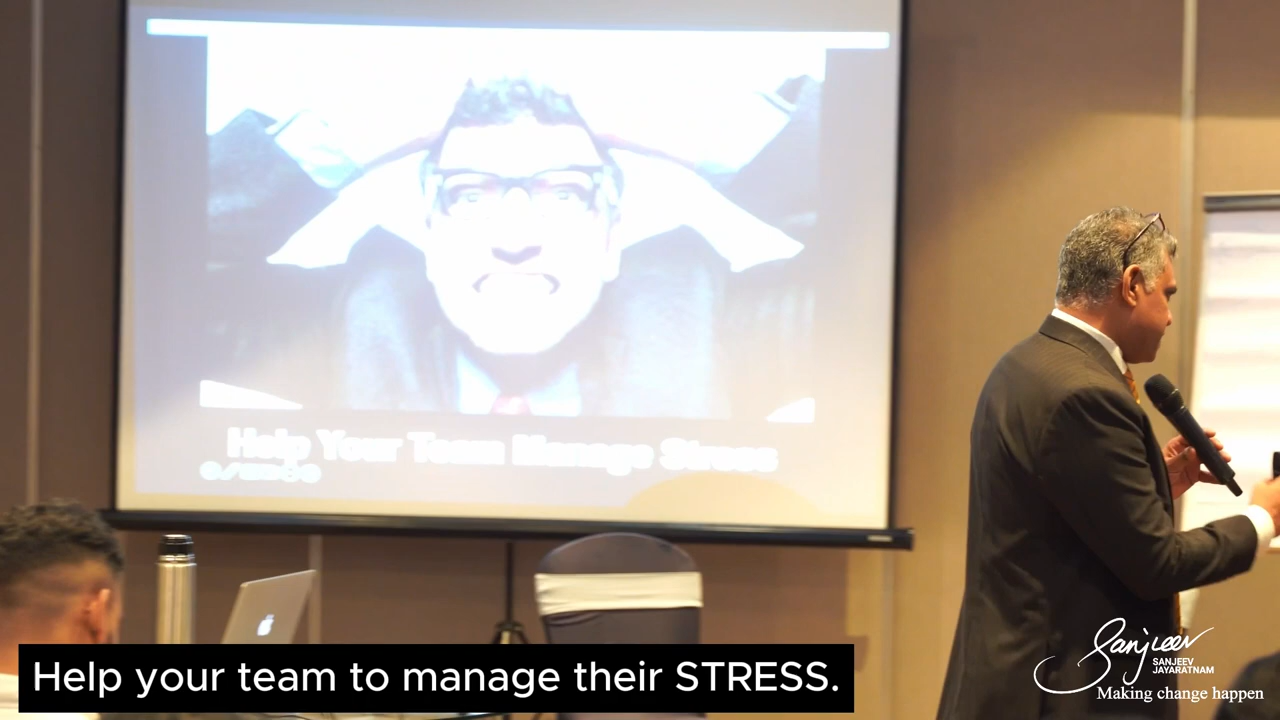 Help Your Team Manage Stress
Help your team to manage their STRESS.
Sanjeev
SANJEEV
JAYARATNAM
Making change happen